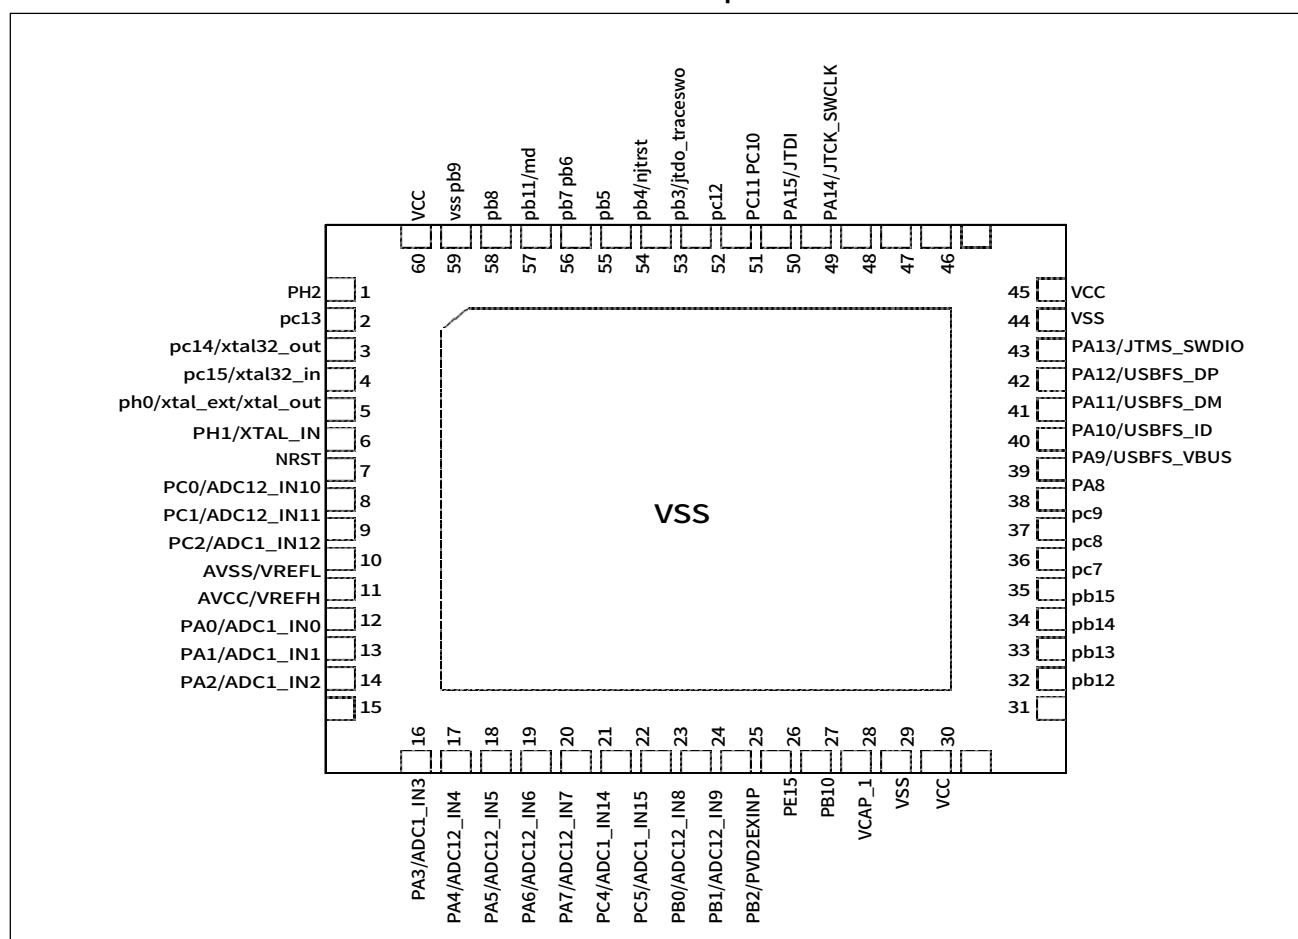 VCC
vss pb9
pb8
pb11/md
pb7 pb6
pb5
pb4/njtrst
pb3/jtdo_traceswo
pc12
PC11 PC10
PA15/JTDI
PA14/JTCK_SWCLK
60
59
58
57
56
55
54
53
52
51
50
49
48
47
46
PH2
pc13
pc14/xtal32_out
pc15/xtal32_in
ph0/xtal_ext/xtal_out
PH1/XTAL_IN
NRST
PC0/ADC12_IN10
PC1/ADC12_IN11
PC2/ADC1_IN12
AVSS/VREFL
AVCC/VREFH
PA0/ADC1_IN0
PA1/ADC1_IN1
PA2/ADC1_IN2
1
2
3
4
5
6
7
8
9
10
11
12
13
14
15
VSS
45
44
43
42
41
40
39
38
37
36
35
34
33
32
31
VCC
VSS
PA13/JTMS_SWDIO
PA12/USBFS_DP
PA11/USBFS_DM
PA10/USBFS_ID
PA9/USBFS_VBUS
PA8
pc9
pc8
pc7
pb15
pb14
pb13
pb12
16
17
18
19
20
21
22
23
24
25
26
27
28
29
30
PA3/ADC1_IN3
PA4/ADC12_IN4
PA5/ADC12_IN5
PA6/ADC12_IN6
PA7/ADC12_IN7
PC4/ADC1_IN14
PC5/ADC1_IN15
PB0/ADC12_IN8
PB1/ADC12_IN9
PB2/PVD2EXINP
PE15
PB10
VCAP_1
VSS
VCC